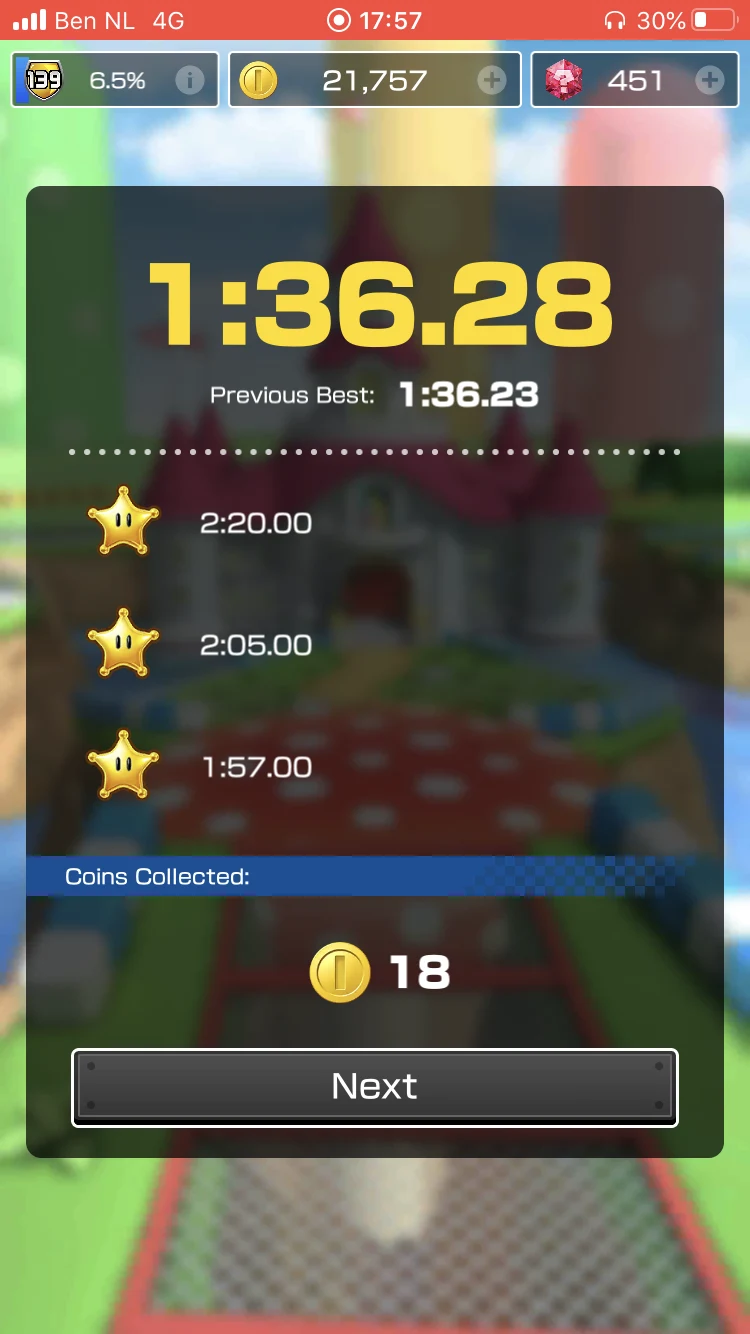 Ben NL 4G 17:57 30%
139 6.5% i 21,757 + 451 +
1:36.28
Previous Best: 1:36.23
2:20.00
2:05.00
1:57.00
Coins Collected:
18
Next